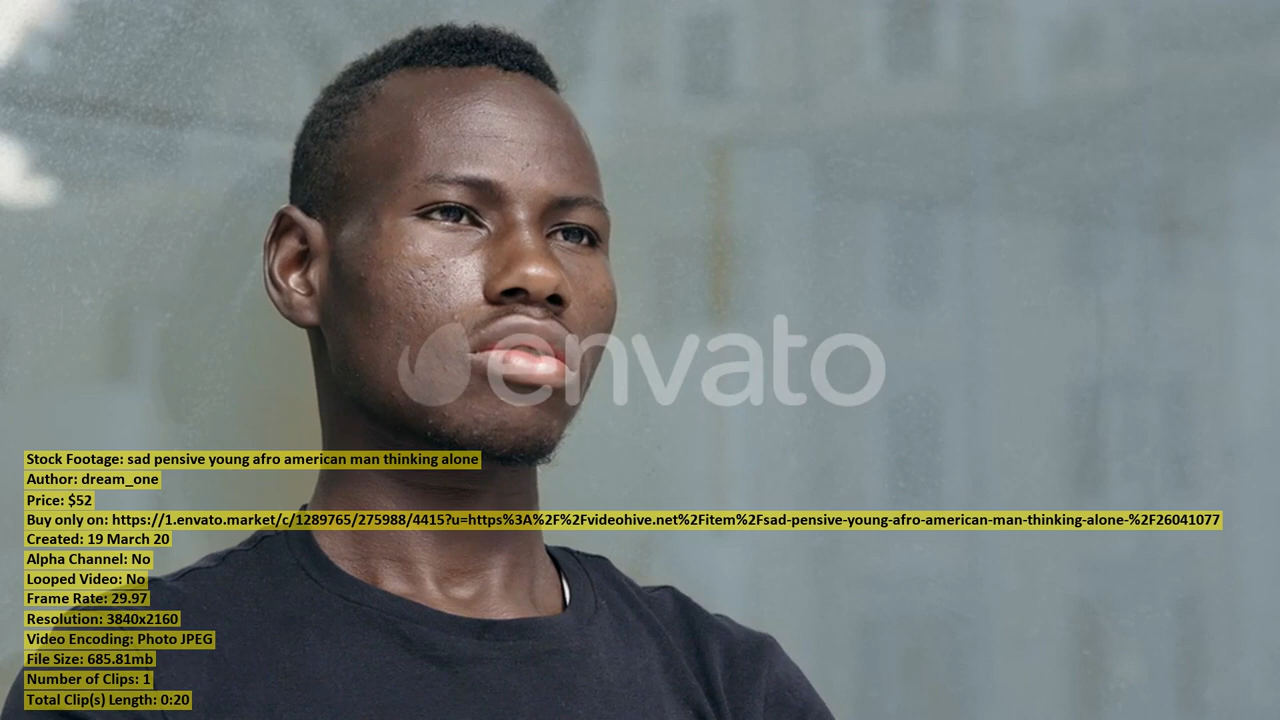 envato
Stock Footage: sad pensive young afro american man thinking alone
Author: dream_one
Price: $52
Buy only on: https://1.envato.market/c/1289765/275988/4415?u=https%3A%2F%2Fvideohive.net%2Fitem%2Fsad-pensive-young-afro-american-man-thinking-alone-%2F26041077
Created: 19 March 20
Alpha Channel: No
Looped Video: No
Frame Rate: 29.97
Resolution: 3840x2160
Video Encoding: Photo JPEG
File Size: 685.81mb
Number of Clips: 1
Total Clip(s) Length: 0:20